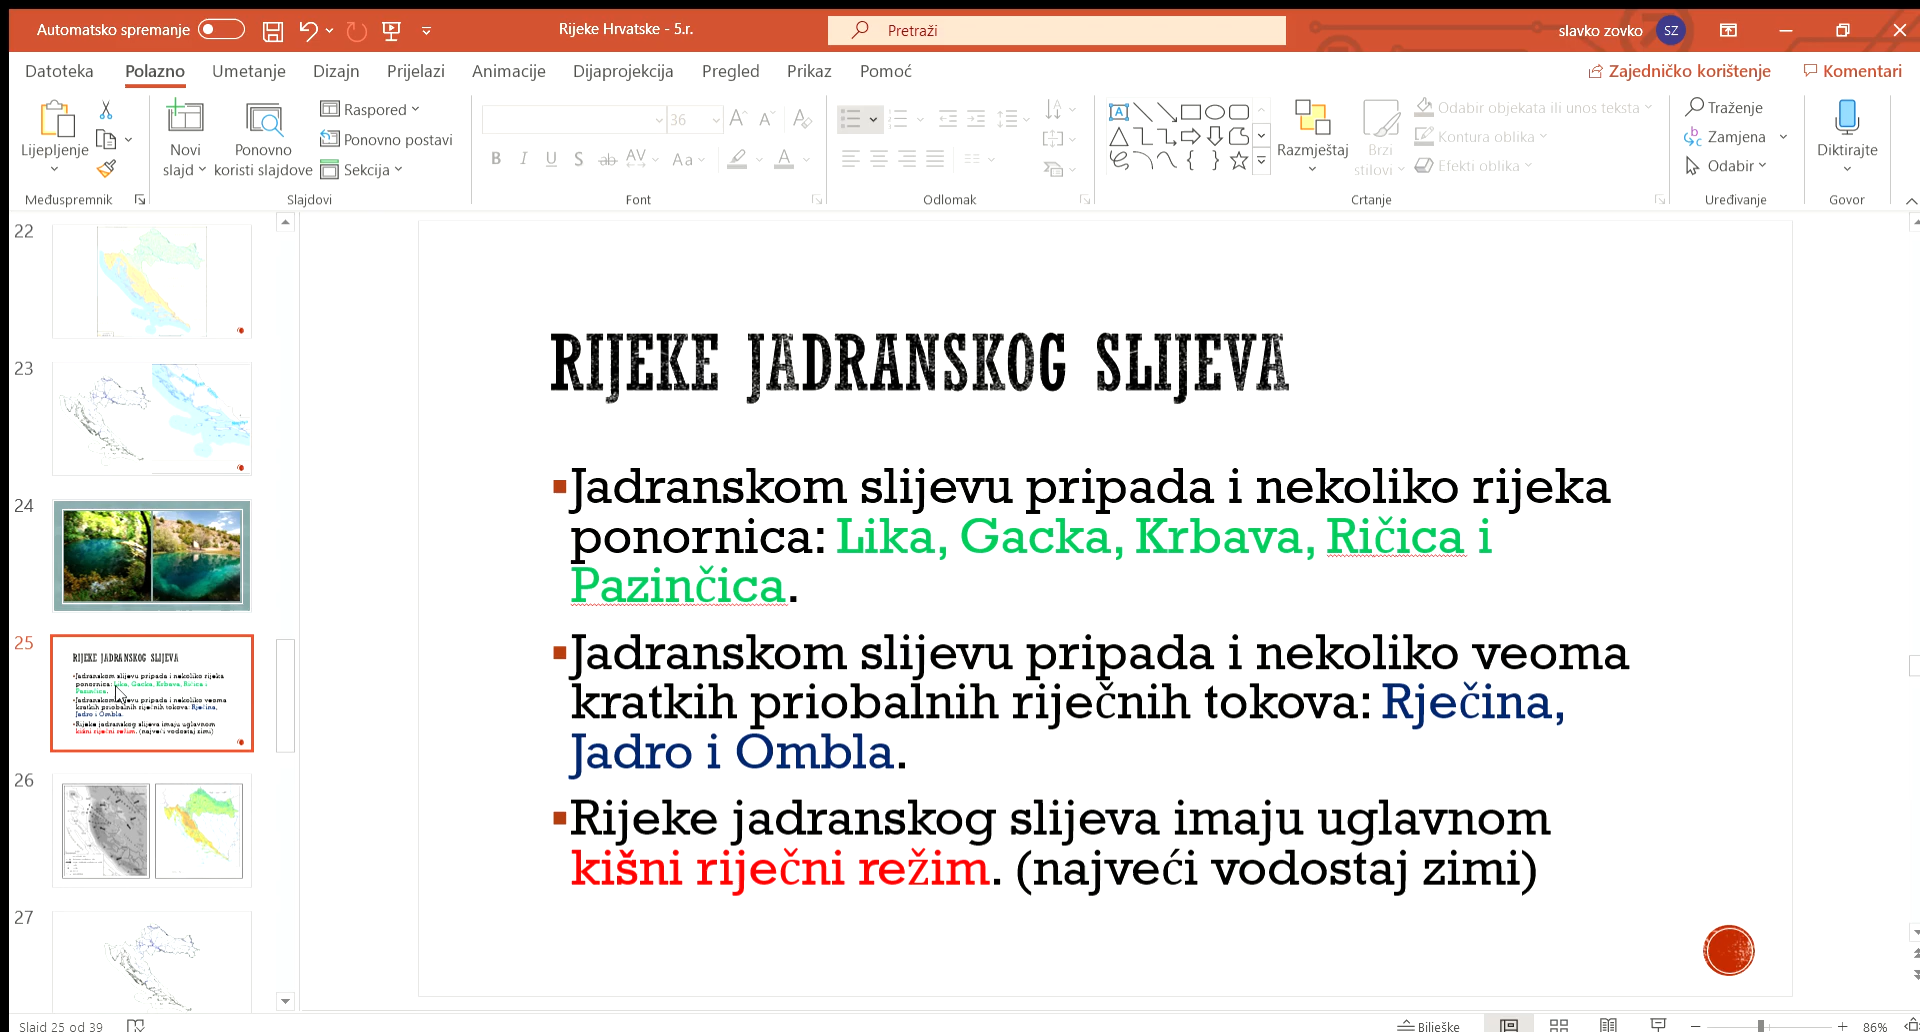 Automatsko spremanje
Rijeke Hrvatske - 5.r.
Pretraži
slavko zovko
SZ
Datoteka
Polazno
Umetanje
Dizajn
Prijelazi
Animacije
Dijaprojekcija
Pregled
Prikaz
Pomoć
Zajedničko korištenje
Komentari
Lijepljenje
Novi slajd
Ponovno koristi slajdove
Raspored
Ponovno postavi
Sekcija
36
Razmještaj
Brzi stilovi
Odabir objekata ili unos teksta
Kontura oblika
Efekti oblika
Traženje
Zamjena
Odabir
Diktirajte
Međuspremnik
Slajdovi
Font
Odlomak
Crtanje
Uređivanje
Govor
22
23
24
25
26
27
RIJEKE JADRANSKOG SLIJEVA
Jadranskom slijevu pripada i nekoliko rijeka
ponornica: Lika, Gacka, Krbava, Ričica i
Pazinčica.
Jadranskom slijevu pripada i nekoliko veoma
kratkih priobalnih riječnih tokova: Rječina,
Jadro i Ombla.
Rijeke jadranskog slijeva imaju uglavnom
kišni riječni režim. (najveći vodostaj zimi)
Slajd 25 od 39
Bilješke
86%